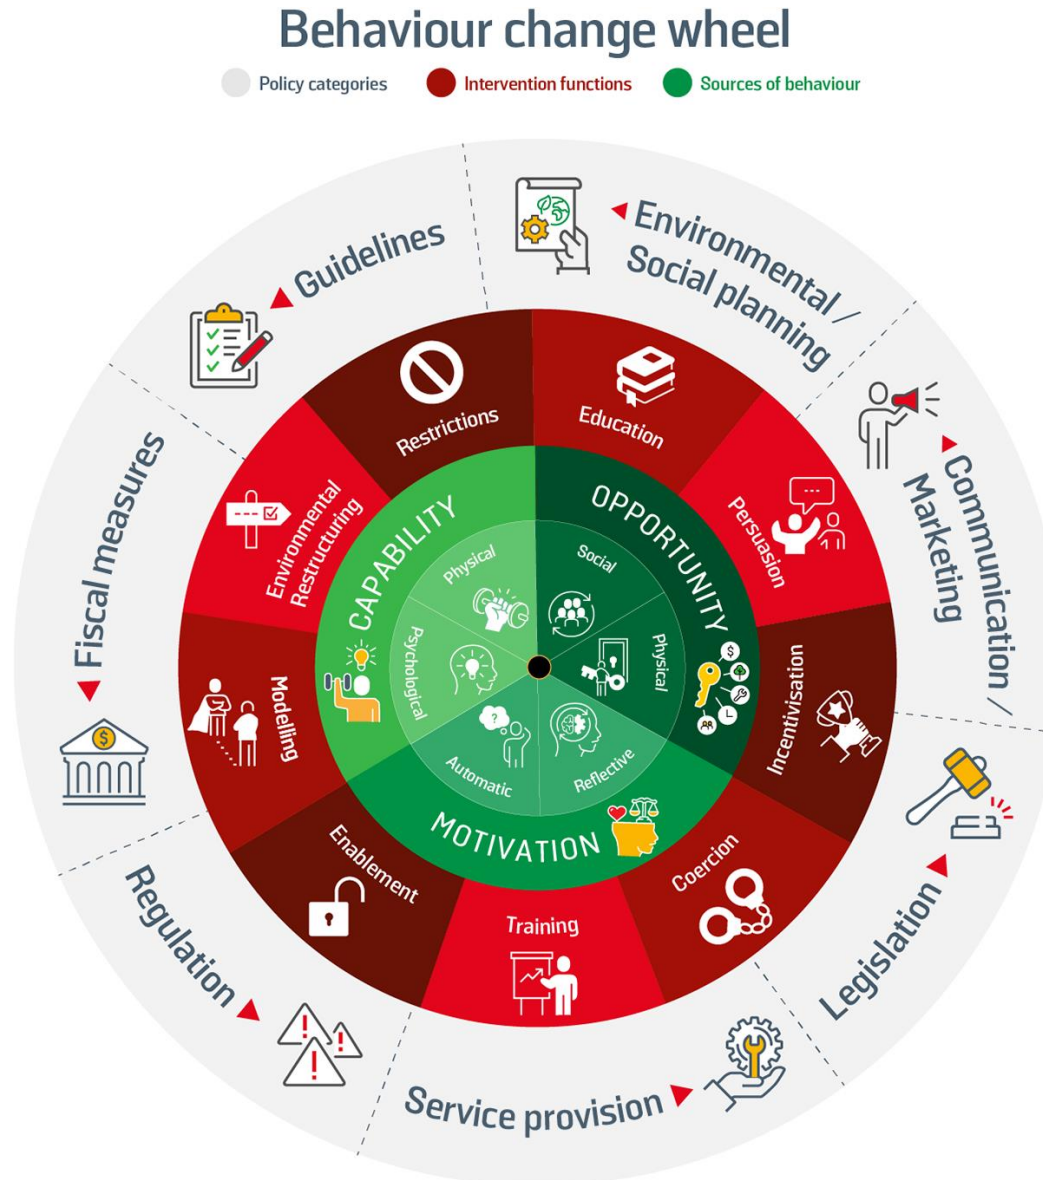 Behaviour change wheel
Policy categories
Intervention functions
Sources of behaviour
Environmental /
Social planning
Communication /
Marketing
Legislation
Service provision
Regulation
Fiscal measures
Guidelines
Education
Persuasion
Incentivisation
Coercion
Training
Enablement
Modelling
Environmental
Restructuring
Restrictions
OPPORTUNITY
MOTIVATION
CAPABILITY
Social
Physical
Reflective
Automatic
Psychological
Physical
$
$
?
!
!
!